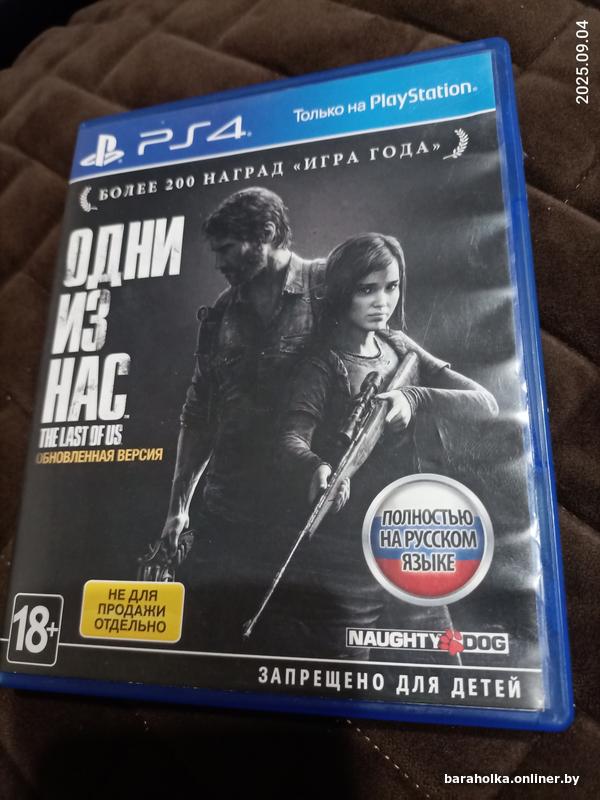 2025.09.04
PS4
Только на PlayStation
БОЛЕЕ 200 НАГРАД «ИГРА ГОДА»
ОДНИ
ИЗ
НАС
THE LAST OF US
ОБНОВЛЕННАЯ ВЕРСИЯ
ПОЛНОСТЬЮ
НА РУССКОМ
ЯЗЫКЕ
НЕ ДЛЯ
ПРОДАЖИ
ОТДЕЛЬНО
18+
NAUGHTY DOG
ЗАПРЕЩЕНО ДЛЯ ДЕТЕЙ
baraholka.onliner.by